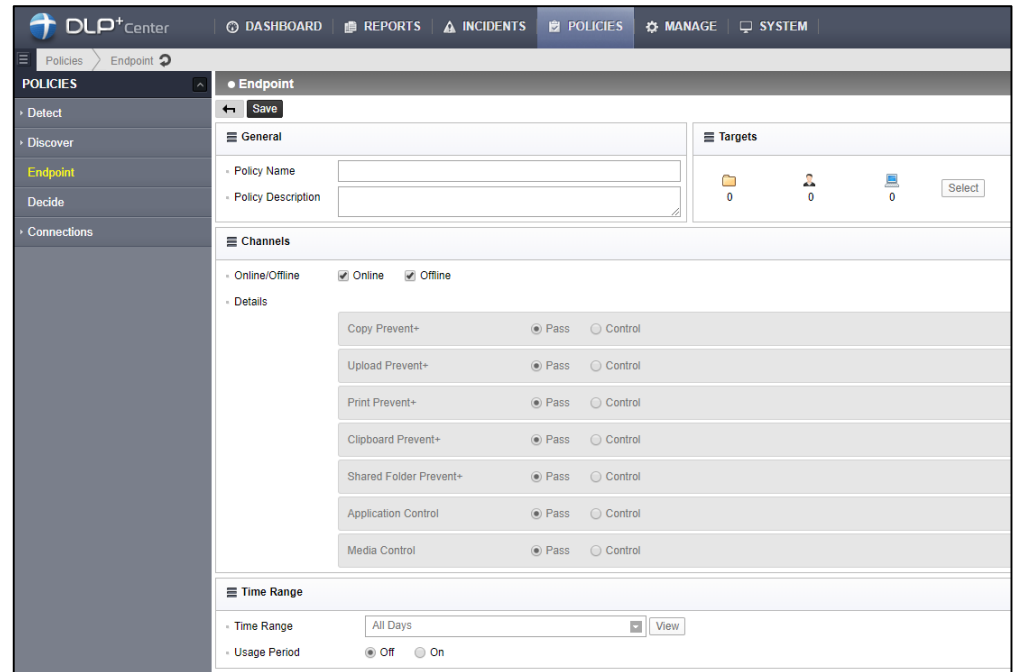 DLP+Center DASHBOARD REPORTS INCIDENTS POLICIES MANAGE SYSTEM
Policies Endpoint
POLICIES
Detect
Discover
Endpoint
Decide
Connections
Endpoint
Save
General
Policy Name
Policy Description
Targets
0 0 0 Select
Channels
Online/Offline Online Offline
Details
Copy Prevent+ Pass Control
Upload Prevent+ Pass Control
Print Prevent+ Pass Control
Clipboard Prevent+ Pass Control
Shared Folder Prevent+ Pass Control
Application Control Pass Control
Media Control Pass Control
Time Range
Time Range All Days View
Usage Period Off On